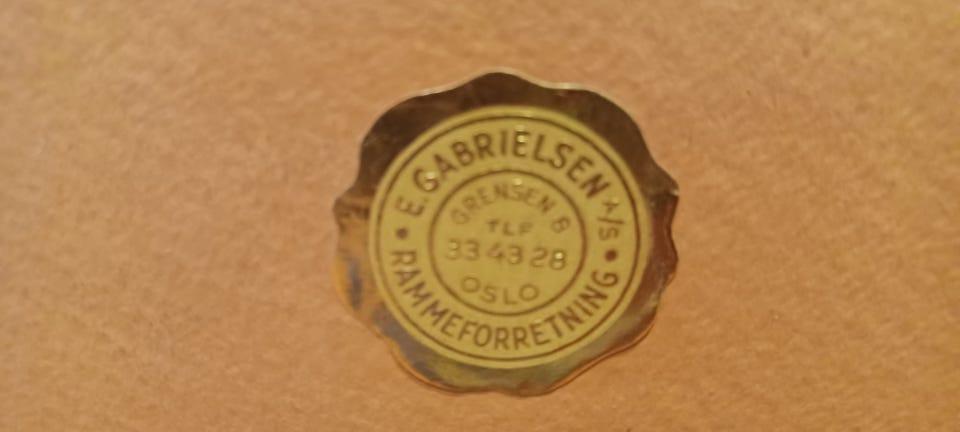 E. GABRIELSEN A/S
GRENSEN 8
TLF
33 43 28
OSLO
RAMMEFORRETNING